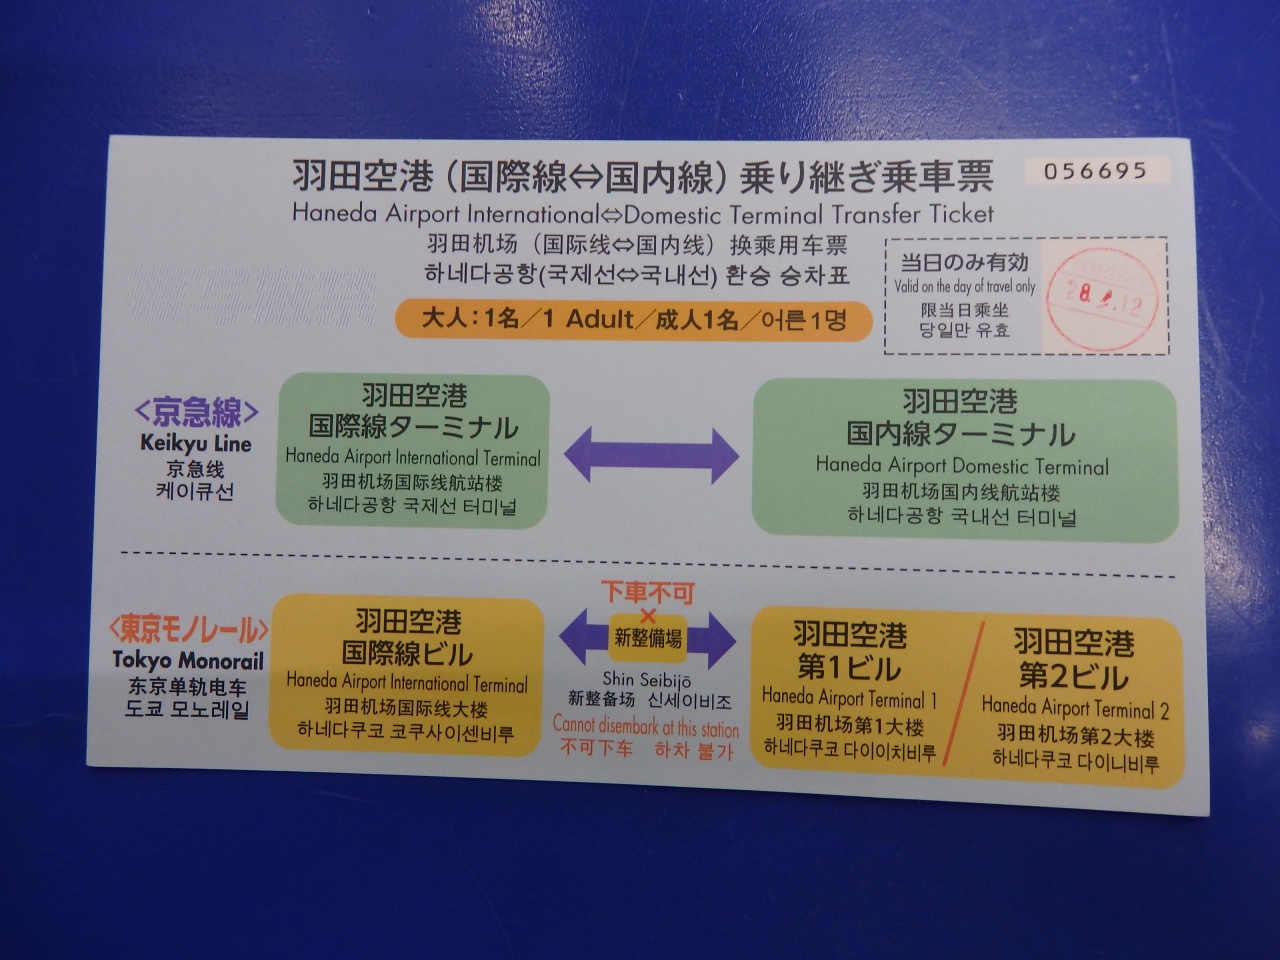 羽田空港（国際線⇔国内線）乗り継ぎ乗車票
056695
Haneda Airport International⇔Domestic Terminal Transfer Ticket
羽田机场（国际线⇔国内线）换乘用车票
하네다공항(국제선⇔국내선) 환승 승차표
大人：1名／1 Adult／成人1名／어른1명
当日のみ有効
Valid on the day of travel only
限当日乘坐
당일만 유효
<京急線>
Keikyu Line
京急线
케이큐선
羽田空港
国際線ターミナル
Haneda Airport International Terminal
羽田机场国际线航站楼
하네다공항 국제선 터미널
羽田空港
国内線ターミナル
Haneda Airport Domestic Terminal
羽田机场国内线航站楼
하네다공항 국내선 터미널
<東京モノレール>
Tokyo Monorail
东京单轨电车
도쿄 모노레일
羽田空港
国際線ビル
Haneda Airport International Terminal
羽田机场国际线大楼
하네다쿠코 코쿠사이센비루
下車不可
×
新整備場
Shin Seibijō
新整备场 신세이비조
Cannot disembark at this station
不可下车 하차 불가
羽田空港
第1ビル
Haneda Airport Terminal 1
羽田机场第1大楼
하네다쿠코 다이이치비루
羽田空港
第2ビル
Haneda Airport Terminal 2
羽田机场第2大楼
하네다쿠코 다이니비루